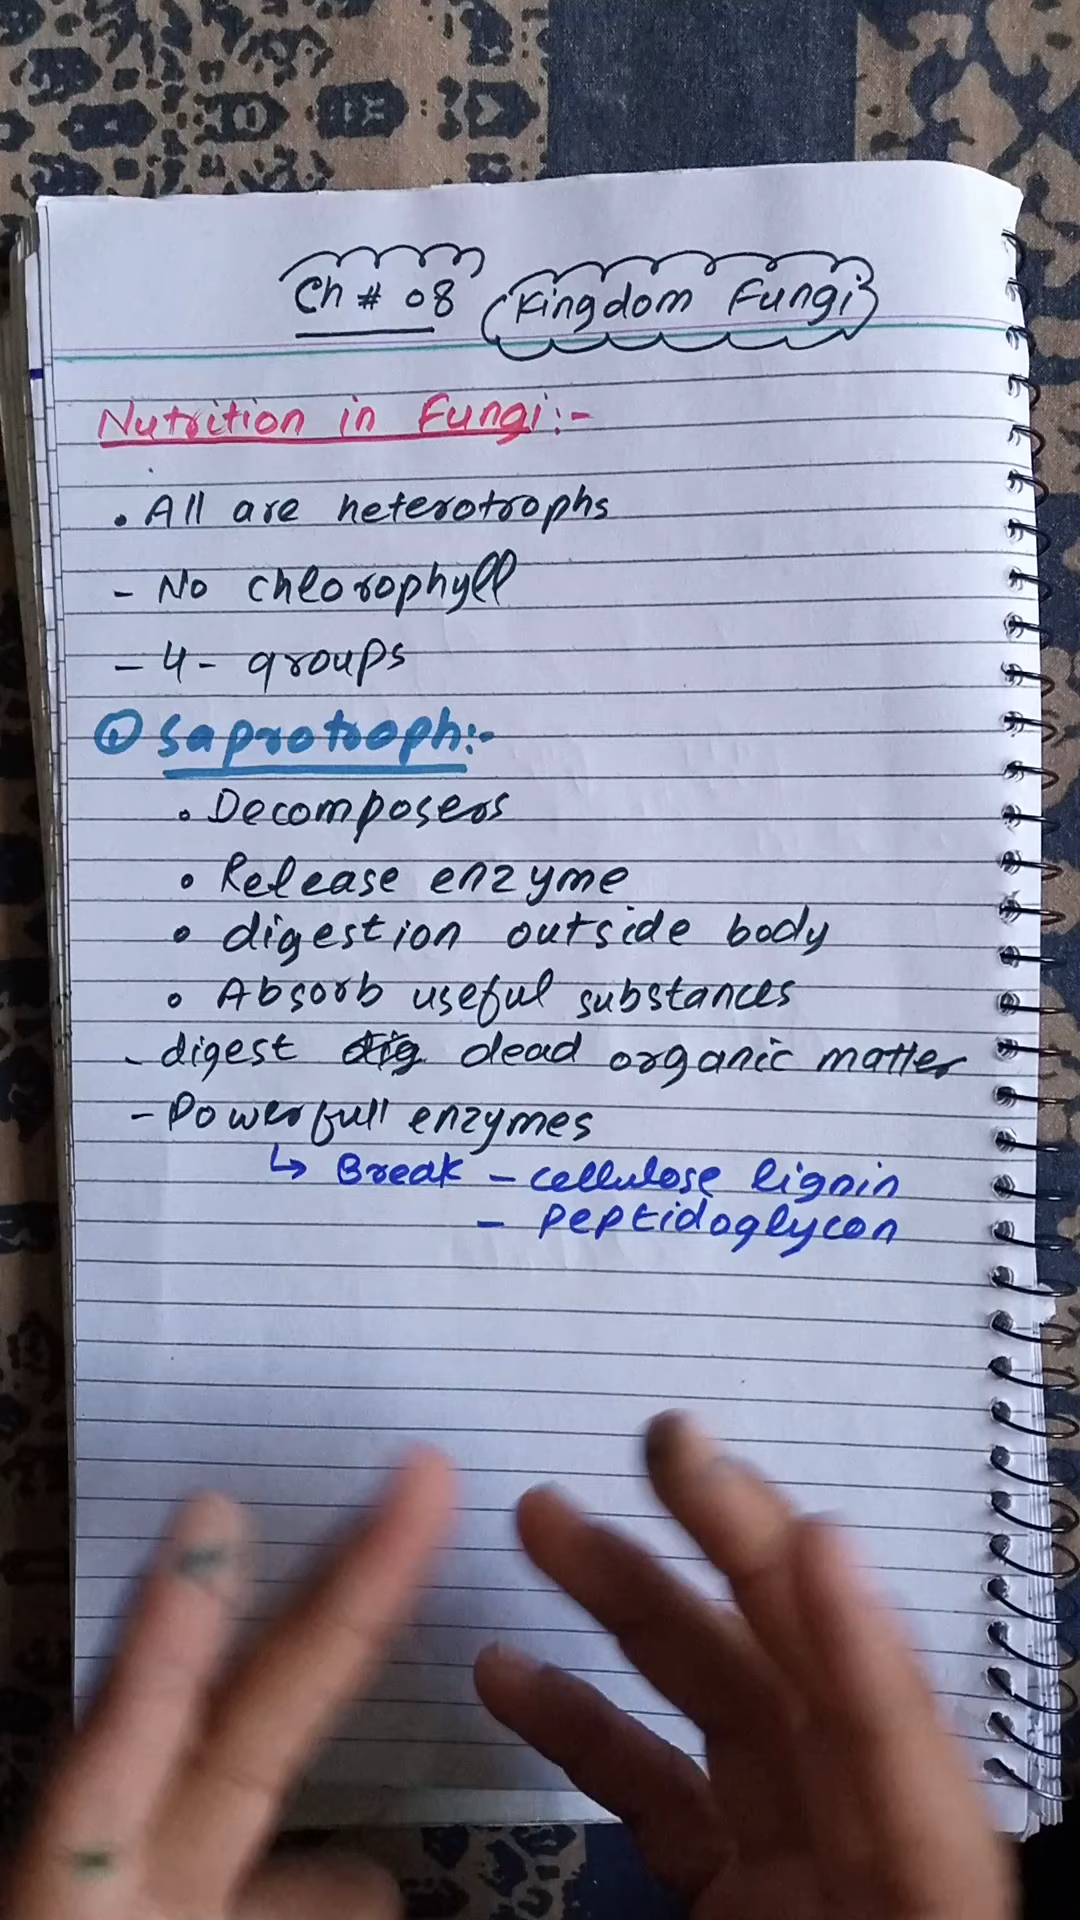 Ch # 08 Kingdom Fungi
Nutrition in Fungi:-
• All are heterotrophs
- No chlorophyll
- 4- groups
① Saprotroph:-
• Decomposers
• Release enzyme
• digestion outside body
• Absorb useful substances
- digest dig dead organic matter
- Powerfull enzymes
↳ Break - cellulose lignin
- peptidoglycon